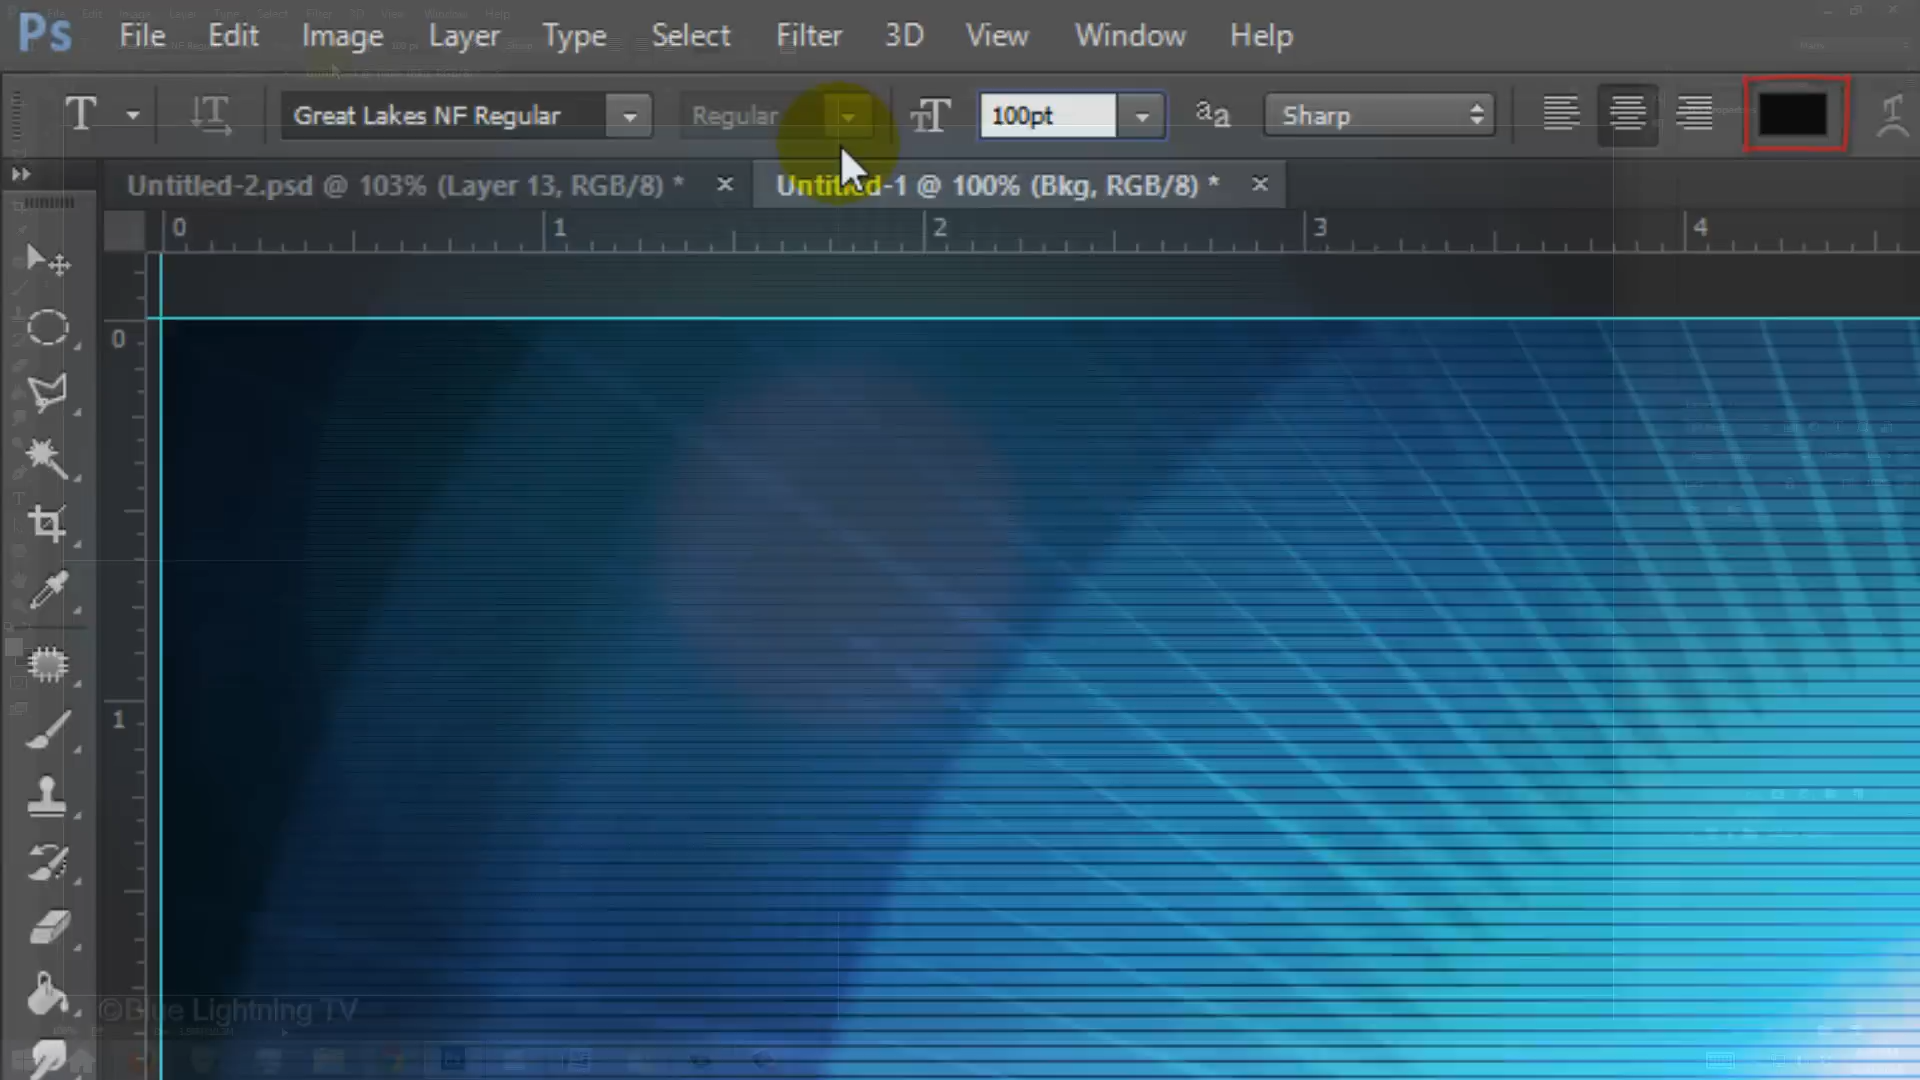 Ps File Edit Image Layer Type Select Filter 3D View Window Help
T Great Lakes NF Regular Regular 100pt aa Sharp
Untitled-2.psd @ 103% (Layer 13, RGB/8) * × Untitled-1 @ 100% (Bkg, RGB/8) * ×
0 1 2 3 4
0
1
©Blue Lightning TV